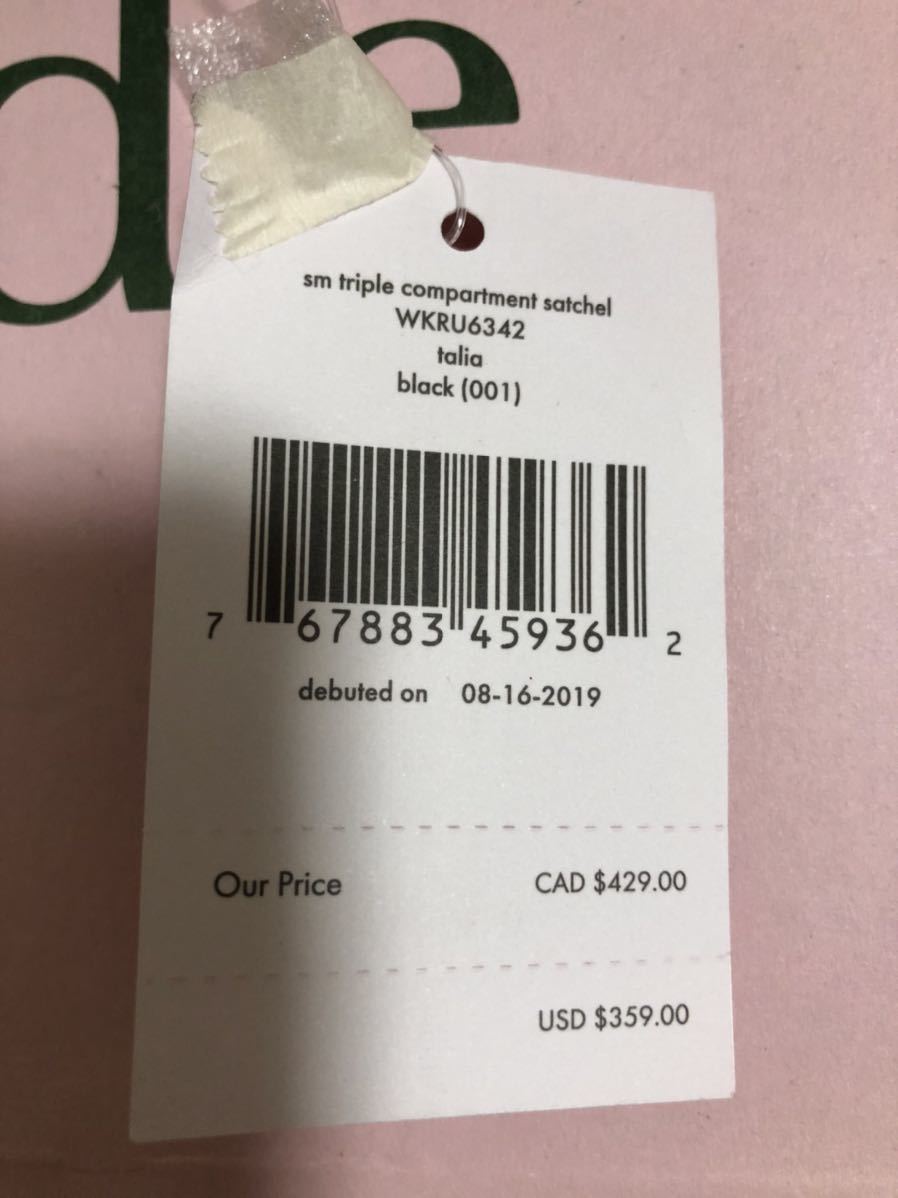 de
sm triple compartment satchel
WKRU6342
talia
black (001)
7 67883 45936 2
debuted on 08-16-2019
Our Price CAD $429.00
USD $359.00